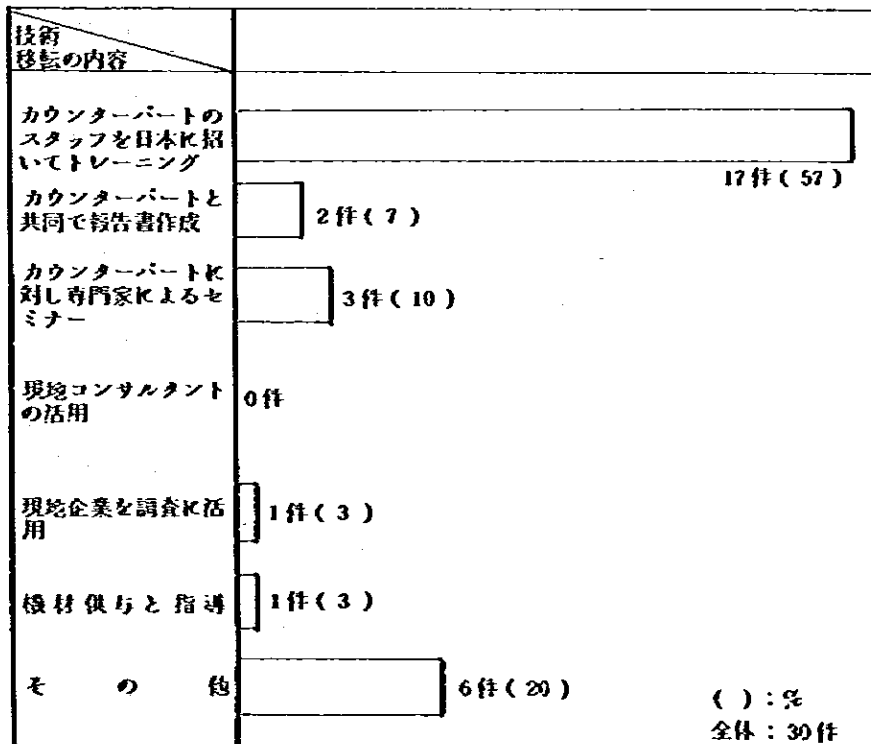 技術
移転の内容
カウンターパートの
スタッフを日本に招
いてトレーニング
17件( 57 )
カウンターパートと
共同で報告書作成
2件( 7 )
カウンターパートに
対し専門家によるセ
ミナー
3件( 10 )
現地コンサルタント
の活用
0件
現地企業を調査に活
用
1件( 3 )
機材供与と指導
1件( 3 )
その他
6件( 20 )
( ) : %
全体 : 30件